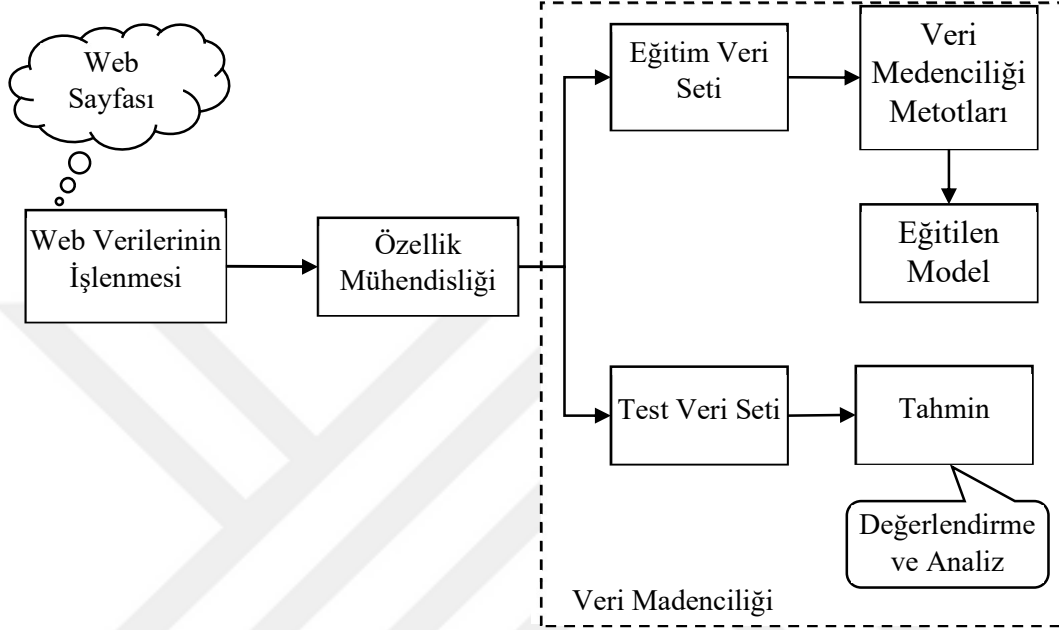 Web
Sayfası
Web Verilerinin
İşlenmesi
Özellik
Mühendisliği
Eğitim Veri
Seti
Veri
Medenciliği
Metotları
Eğitilen
Model
Test Veri Seti
Tahmin
Değerlendirme
ve Analiz
Veri Madenciliği